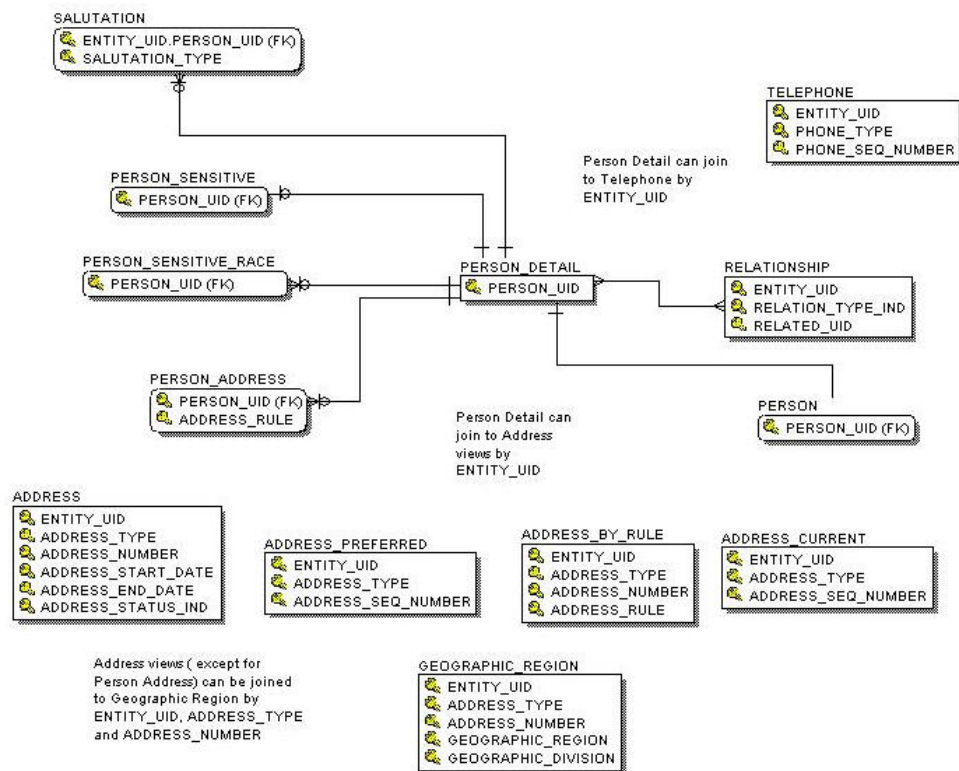 SALUTATION
ENTITY_UID.PERSON_UID (FK)
SALUTATION_TYPE
TELEPHONE
ENTITY_UID
PHONE_TYPE
PHONE_SEQ_NUMBER
Person Detail can join
to Telephone by
ENTITY_UID
PERSON_SENSITIVE
PERSON_UID (FK)
PERSON_SENSITIVE_RACE
PERSON_UID (FK)
PERSON_DETAIL
PERSON_UID
RELATIONSHIP
ENTITY_UID
RELATION_TYPE_IND
RELATED_UID
PERSON_ADDRESS
PERSON_UID (FK)
ADDRESS_RULE
PERSON
PERSON_UID (FK)
Person Detail can
join to Address
views by
ENTITY_UID
ADDRESS
ENTITY_UID
ADDRESS_TYPE
ADDRESS_NUMBER
ADDRESS_START_DATE
ADDRESS_END_DATE
ADDRESS_STATUS_IND
ADDRESS_PREFERRED
ENTITY_UID
ADDRESS_TYPE
ADDRESS_SEQ_NUMBER
ADDRESS_BY_RULE
ENTITY_UID
ADDRESS_TYPE
ADDRESS_NUMBER
ADDRESS_RULE
ADDRESS_CURRENT
ENTITY_UID
ADDRESS_TYPE
ADDRESS_SEQ_NUMBER
Address views ( except for
Person Address) can be joined
to Geographic Region by
ENTITY_UID, ADDRESS_TYPE
and ADDRESS_NUMBER
GEOGRAPHIC_REGION
ENTITY_UID
ADDRESS_TYPE
ADDRESS_NUMBER
GEOGRAPHIC_REGION
GEOGRAPHIC_DIVISION